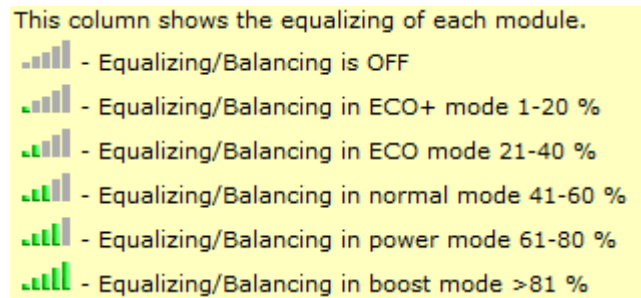 This column shows the equalizing of each module.
- Equalizing/Balancing is OFF
- Equalizing/Balancing in ECO+ mode 1-20 %
- Equalizing/Balancing in ECO mode 21-40 %
- Equalizing/Balancing in normal mode 41-60 %
- Equalizing/Balancing in power mode 61-80 %
- Equalizing/Balancing in boost mode >81 %